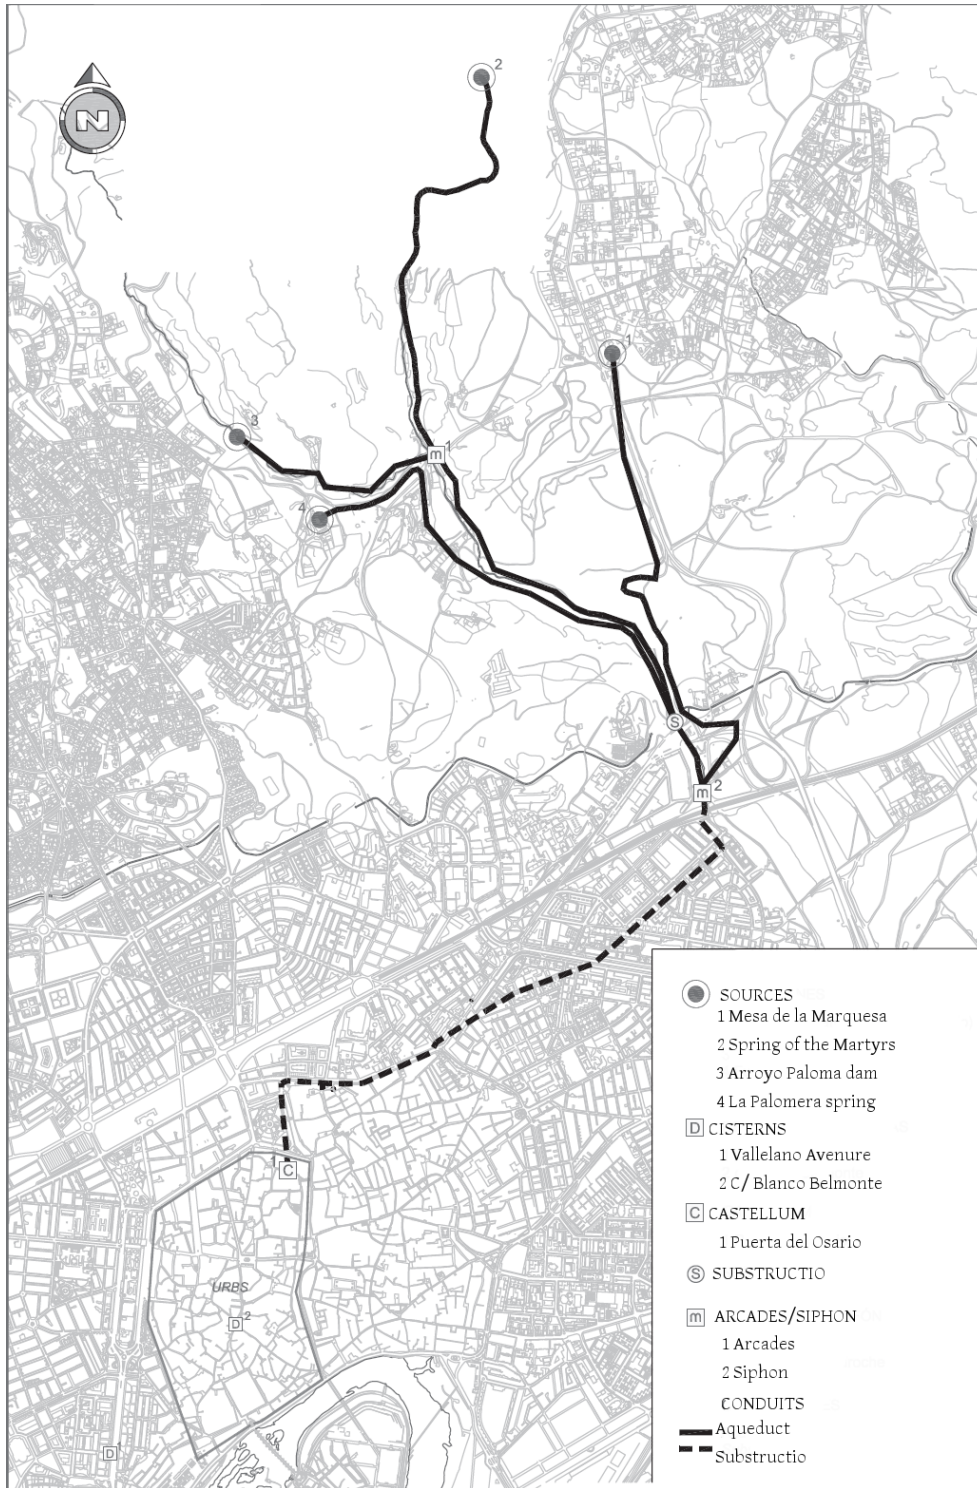 N
2
1
3
m 1
4
S
m 2
1 C
URBS
D 2
D 1
SOURCES
1 Mesa de la Marquesa
2 Spring of the Martyrs
3 Arroyo Paloma dam
4 La Palomera spring
D CISTERNS
1 Vallelano Avenure
2 C/ Blanco Belmonte
C CASTELLUM
1 Puerta del Osario
S SUBSTRUCTIO
m ARCADES/SIPHON
1 Arcades
2 Siphon
CONDUITS
Aqueduct
Substructio